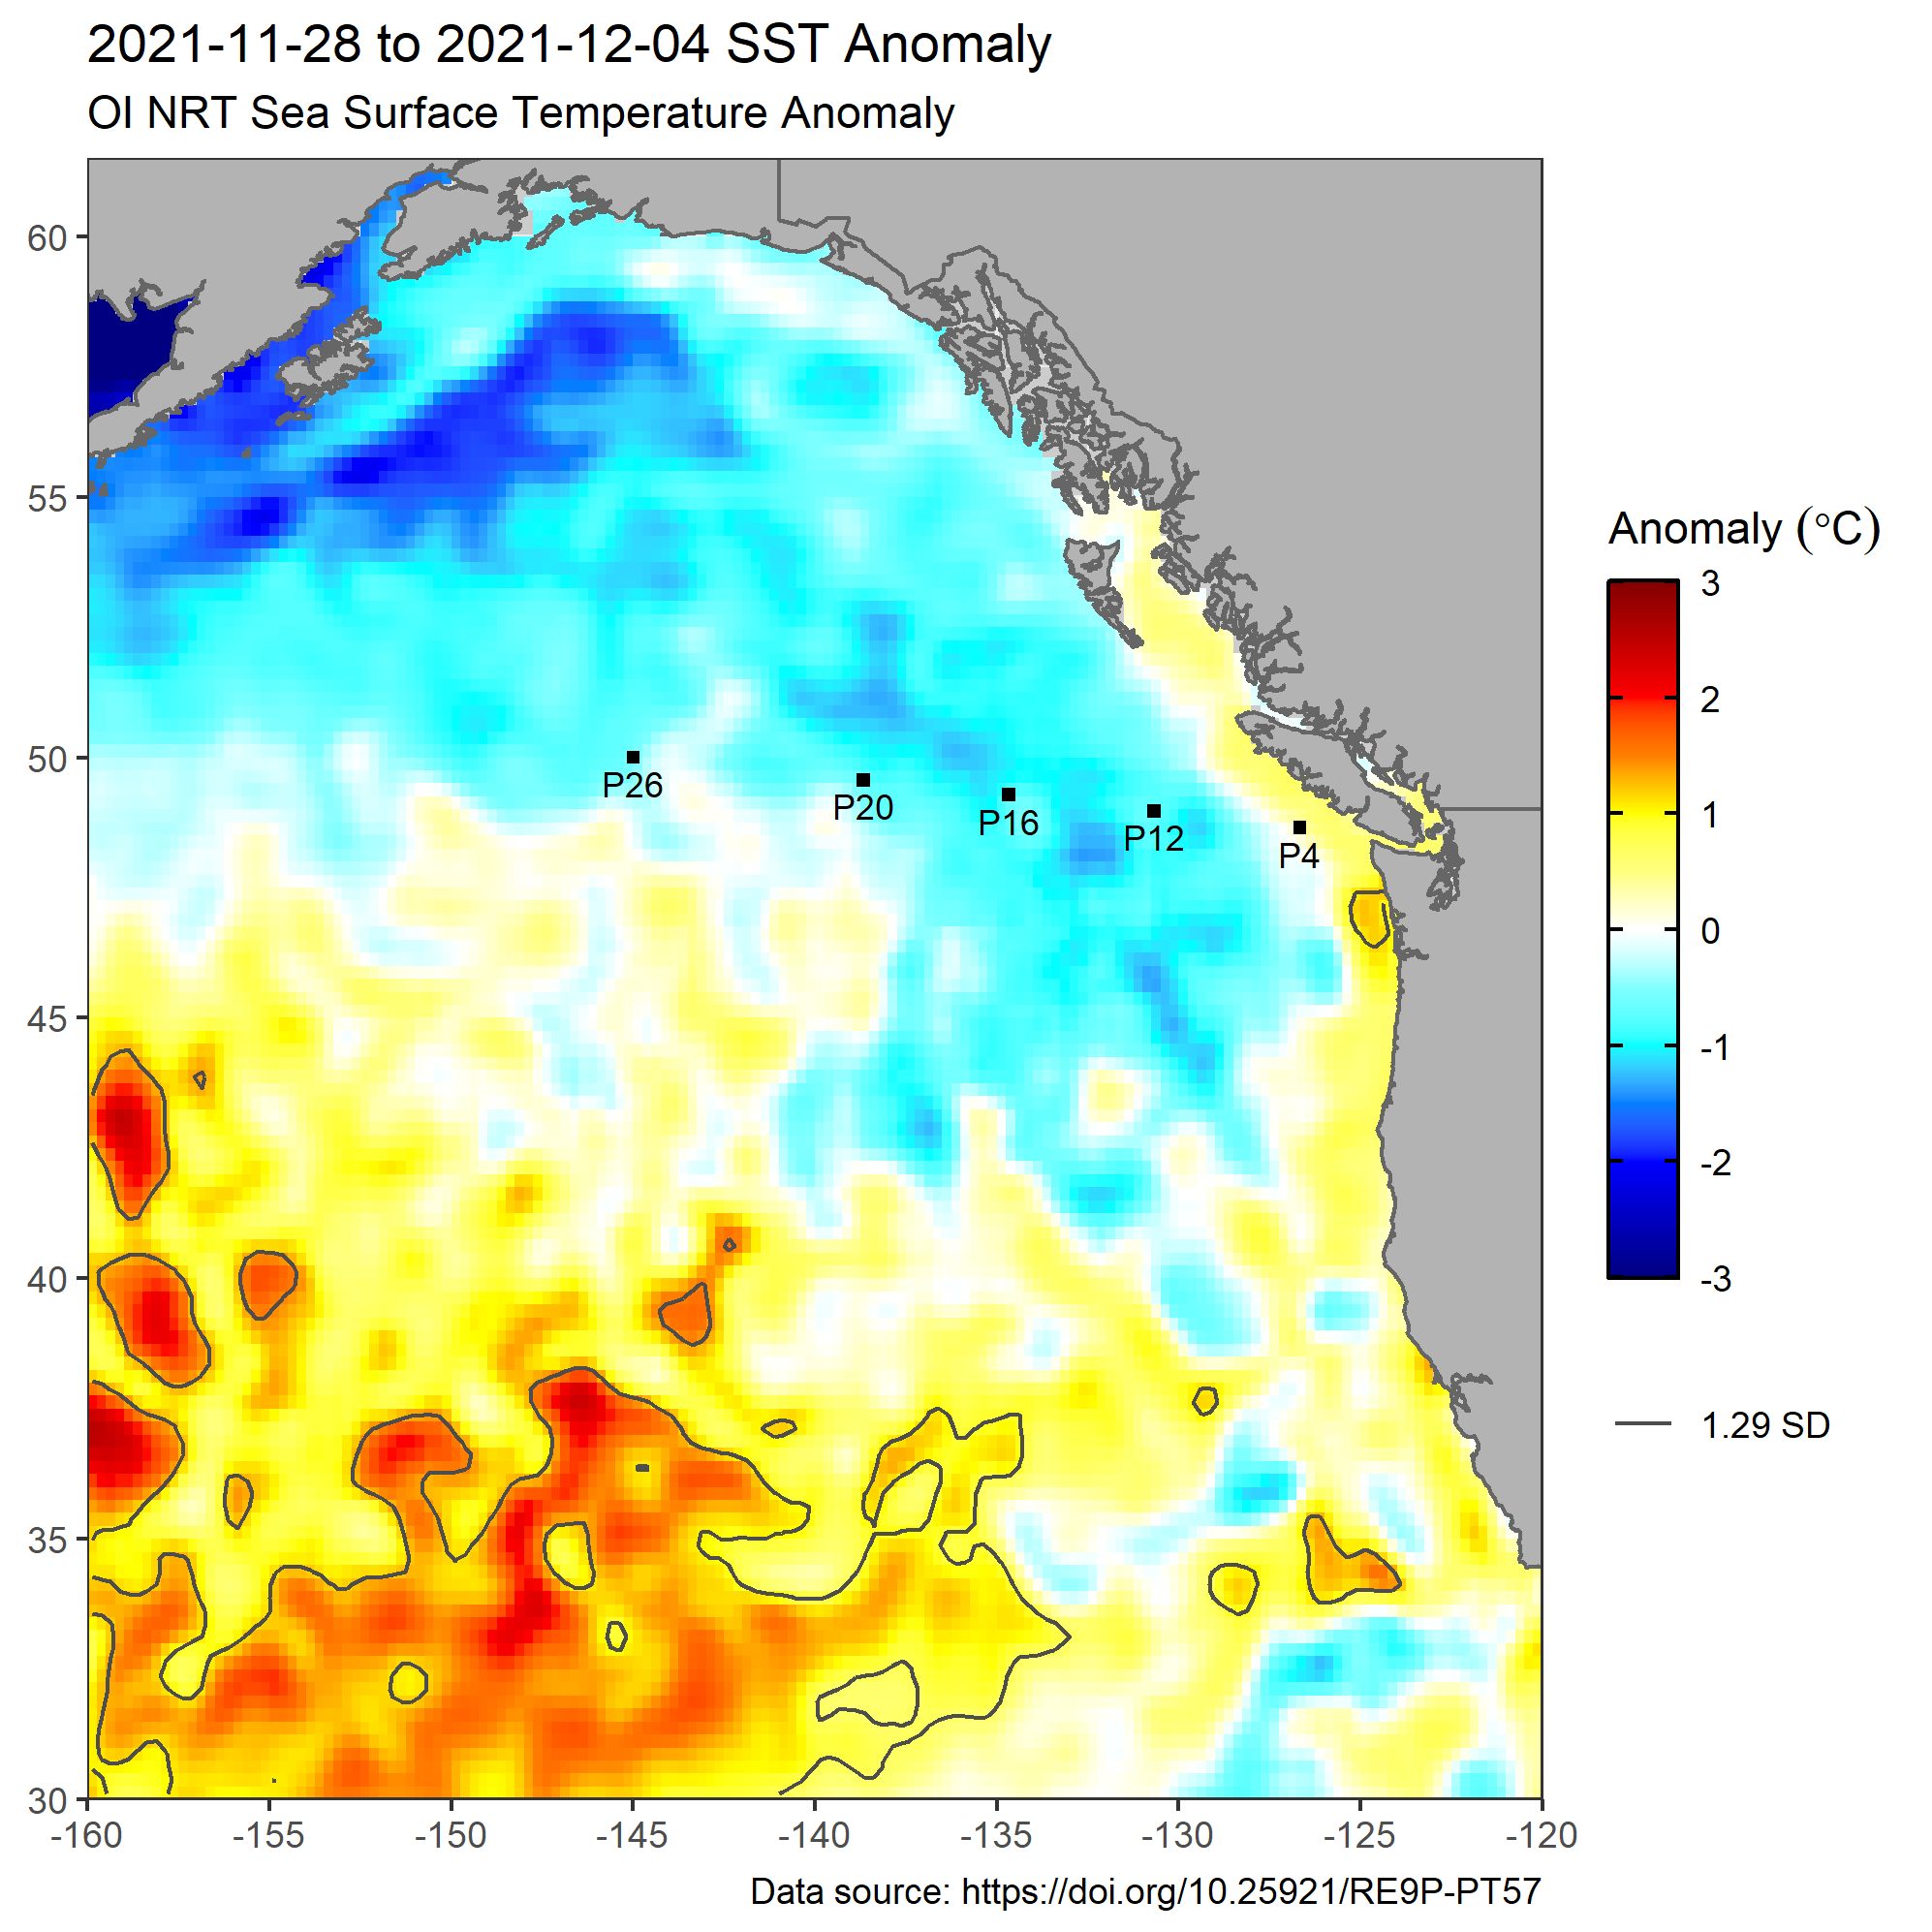 2021-11-28 to 2021-12-04 SST Anomaly
OI NRT Sea Surface Temperature Anomaly
60
55
50
45
40
35
30
-160
-155
-150
-145
-140
-135
-130
-125
-120
P26
P20
P16
P12
P4
Anomaly (°C)
3
2
1
0
-1
-2
-3
1.29 SD
Data source: https://doi.org/10.25921/RE9P-PT57